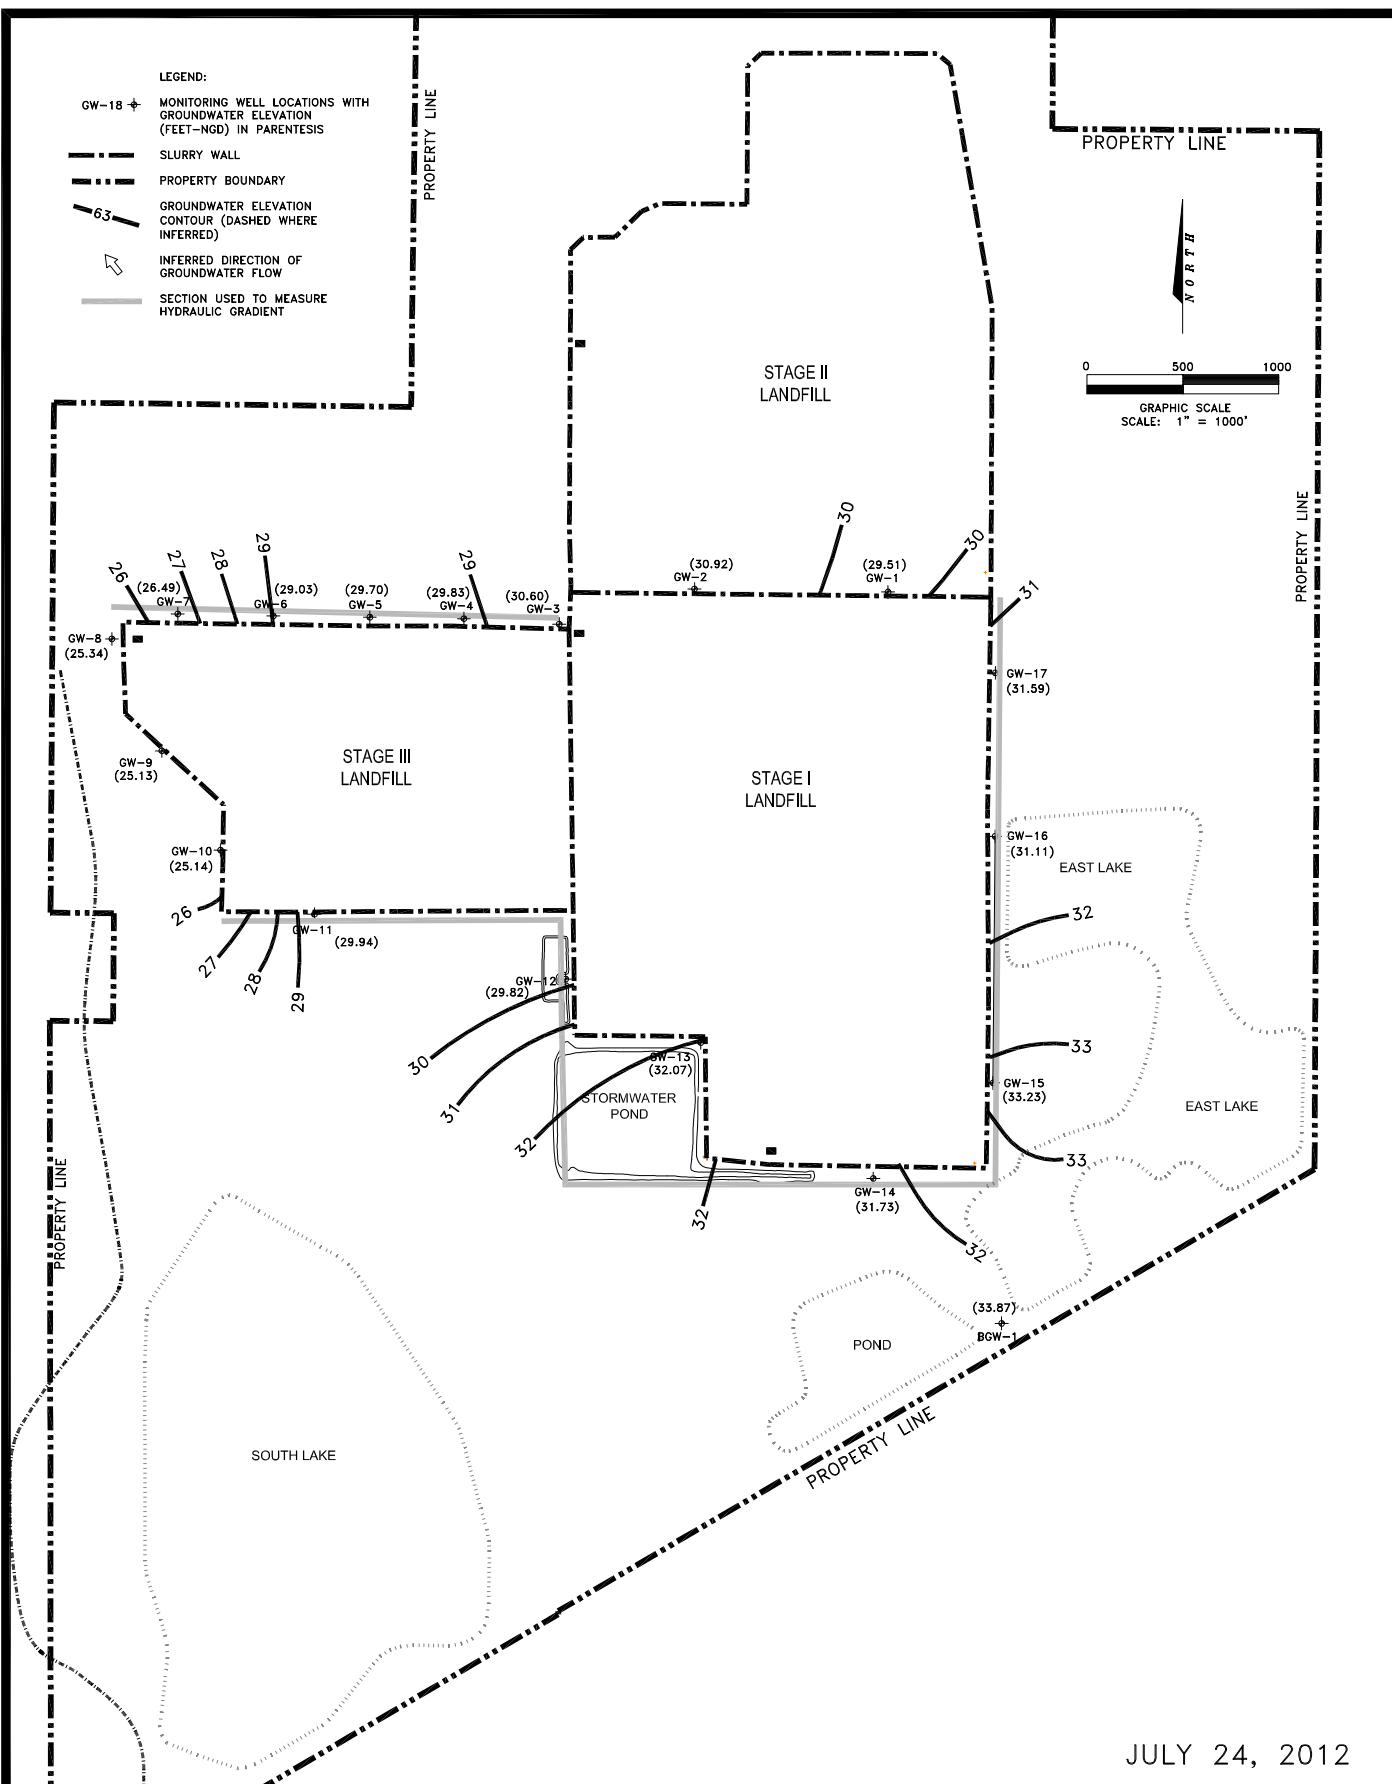 LEGEND:
GW-18
MONITORING WELL LOCATIONS WITH
GROUNDWATER ELEVATION
(FEET-NGD) IN PARENTESIS
SLURRY WALL
PROPERTY BOUNDARY
63
GROUNDWATER ELEVATION
CONTOUR (DASHED WHERE
INFERRED)
INFERRED DIRECTION OF
GROUNDWATER FLOW
SECTION USED TO MEASURE
HYDRAULIC GRADIENT
PROPERTY LINE
PROPERTY LINE
NORTH
0 500 1000
GRAPHIC SCALE
SCALE: 1" = 1000'
STAGE II
LANDFILL
PROPERTY LINE
30
30
31
26
27
28
29
29
(26.49)
GW-7
(29.03)
GW-6
(29.70)
GW-5
(29.83)
GW-4
(30.60)
GW-3
(30.92)
GW-2
(29.51)
GW-1
GW-8
(25.34)
GW-17
(31.59)
GW-9
(25.13)
STAGE III
LANDFILL
STAGE I
LANDFILL
GW-10
(25.14)
GW-16
(31.11)
EAST LAKE
26
27
28
29
GW-11
(29.94)
32
GW-12
(29.82)
30
31
32
GW-13
(32.07)
STORMWATER
POND
33
GW-15
(33.23)
EAST LAKE
33
PROPERTY LINE
32
GW-14
(31.73)
32
(33.87)
BGW-1
POND
PROPERTY LINE
SOUTH LAKE
JULY 24, 2012